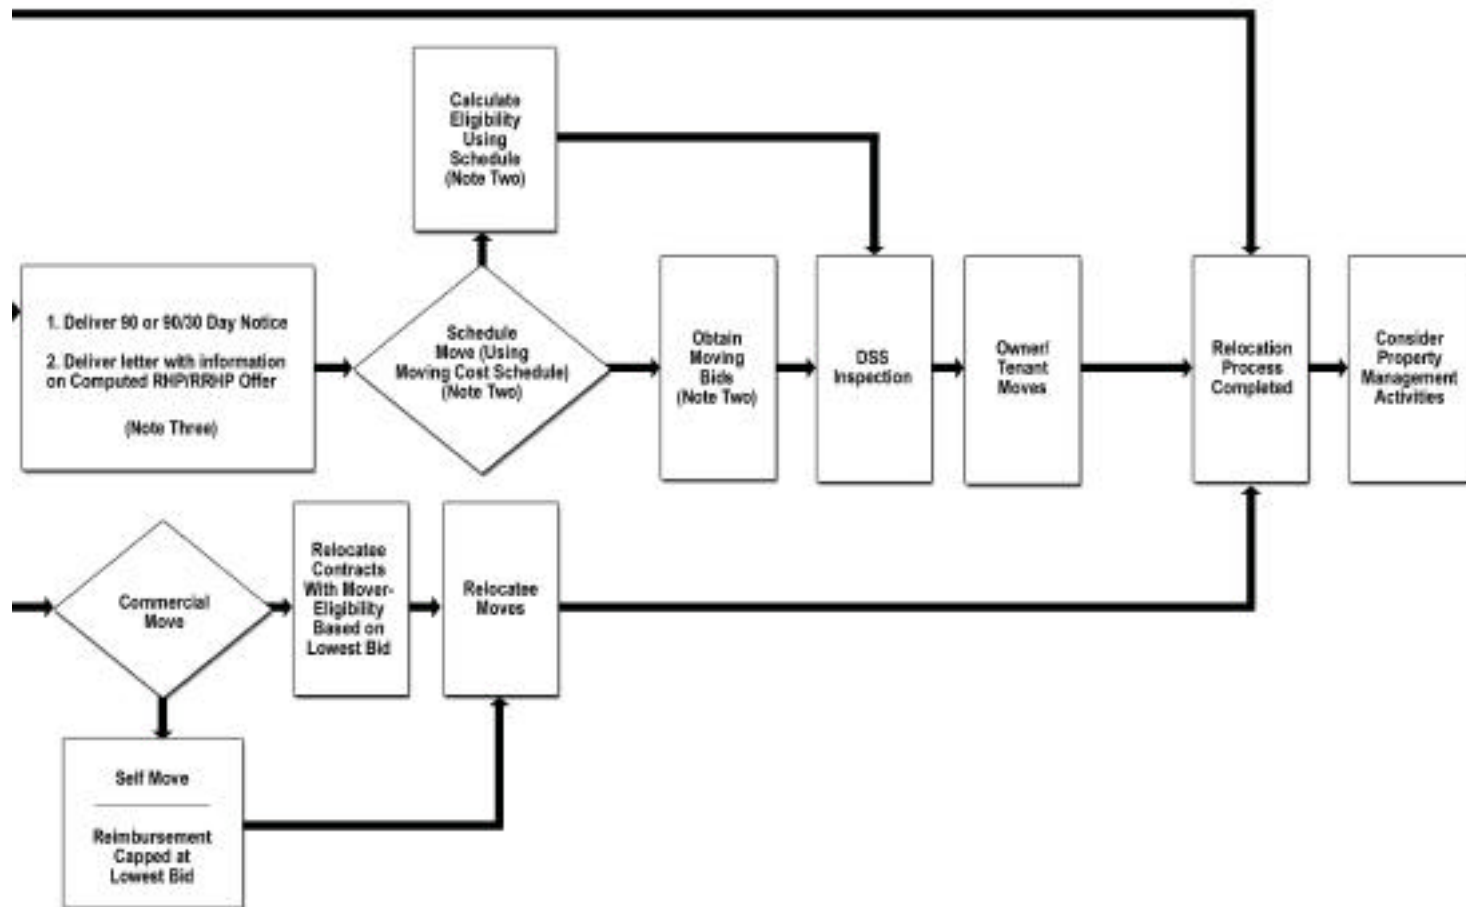 Calculate
Eligibility
Using
Schedule
(Note Two)
1. Deliver 90 or 90/30 Day Notice
2. Deliver letter with information
on Computed RHP/RRHP Offer
(Note Three)
Schedule
Move (Using
Moving Cost Schedule)
(Note Two)
Obtain
Moving
Bids
(Note Two)
DSS
Inspection
Owner/
Tenant
Moves
Relocation
Process
Completed
Consider
Property
Management
Activities
Commercial
Move
Relocatee
Contracts
With Mover-
Eligibility
Based on
Lowest Bid
Relocatee
Moves
Self Move
Reimbursement
Capped at
Lowest Bid